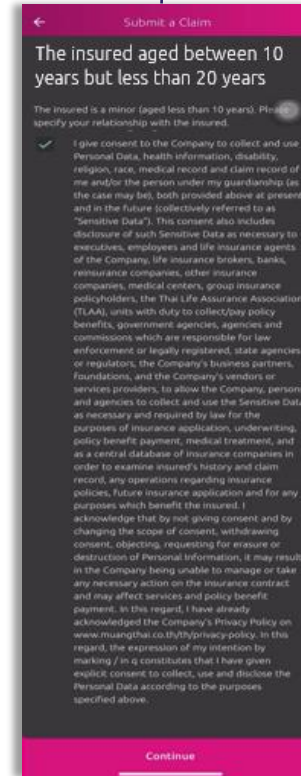 Submit a Claim
The insured aged between 10
years but less than 20 years
The insured is a minor (aged less than 10 years). Please
specify your relationship with the insured.
I give consent to the Company to collect and use
Personal Data, health information, disability,
religion, race, medical record and claim record of
me and/or the person under my guardianship (as
the case may be), both provided above at present
and in the future (collectively referred to as
"Sensitive Data"). This consent also includes
disclosure of such Sensitive Data as necessary to
executives, employees and life insurance agents
of the Company, life insurance brokers, banks,
reinsurance companies, other insurance
companies, medical centers, group insurance
policyholders, the Thai Life Assurance Association
(TLAA), units with duty to collect/pay policy
benefits, government agencies, agencies and
commissions which are responsible for law
enforcement or legally registered, state agencies
or regulators, the Company's business partners,
foundations, and the Company's vendors or
services providers, to allow the Company, person
and agencies to collect and use the Sensitive Data
as necessary and required by law for the
purposes of insurance application, underwriting,
policy benefit payment, medical treatment, and
as a central database of insurance companies in
order to examine insured's history and claim
record, any operations regarding insurance
policies, future insurance application and for any
purposes which benefit the insured. I
acknowledge that by not giving consent and by
changing the scope of consent, withdrawing
consent, objecting, requesting for erasure or
destruction of Personal Information, it may result
in the Company being unable to manage or take
any necessary action on the insurance contract
and may affect services and policy benefit
payment. In this regard, I have already
acknowledged the Company's Privacy Policy on
www.muangthai.co.th/th/privacy-policy. In this
regard, the expression of my intention by
marking / in q constitutes that I have given
explicit consent to collect, use and disclose the
Personal Data according to the purposes
specified above.
Continue